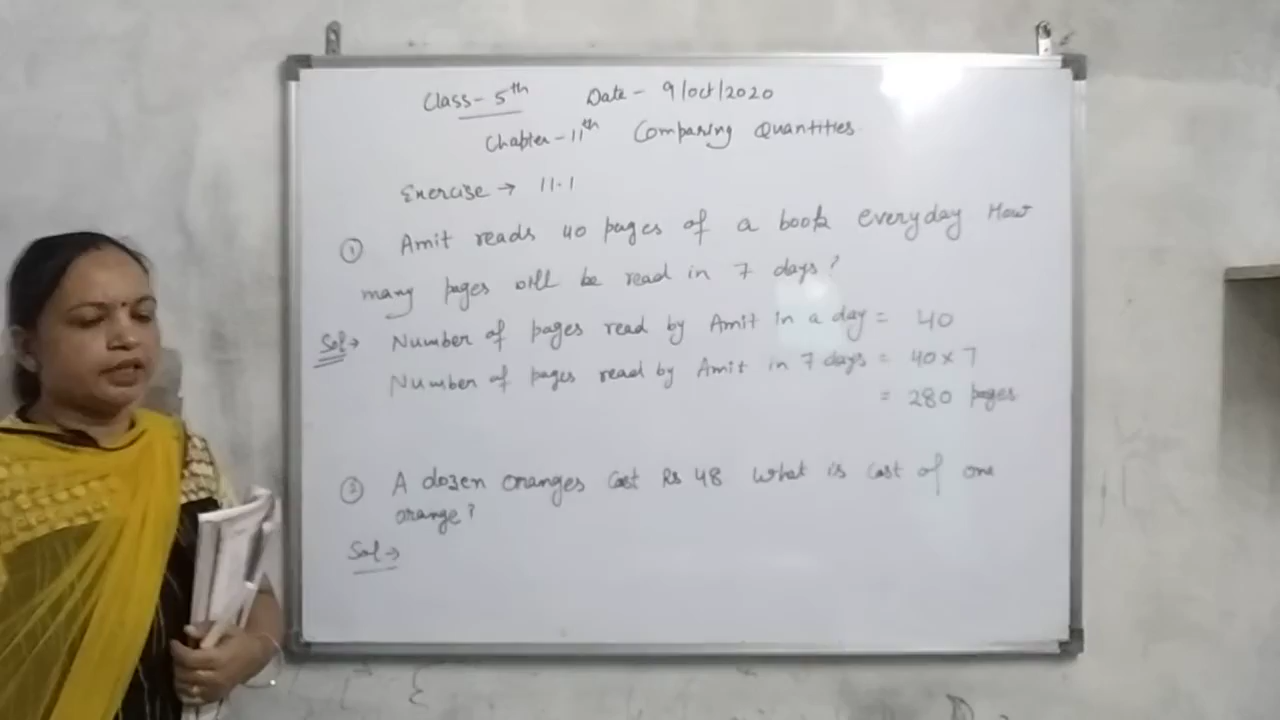 Class- 5th Date - 9/oct/2020
Chapter - 11th Comparing Quantities
Exercise → 11.1
① Amit reads 40 pages of a book everyday How
many pages will be read in 7 days?
Sol→ Number of pages read by Amit in a day = 40
Number of pages read by Amit in 7 days = 40 x 7
= 280 pages
② A dozen oranges cost Rs 48 what is cost of one
orange?
Sol→